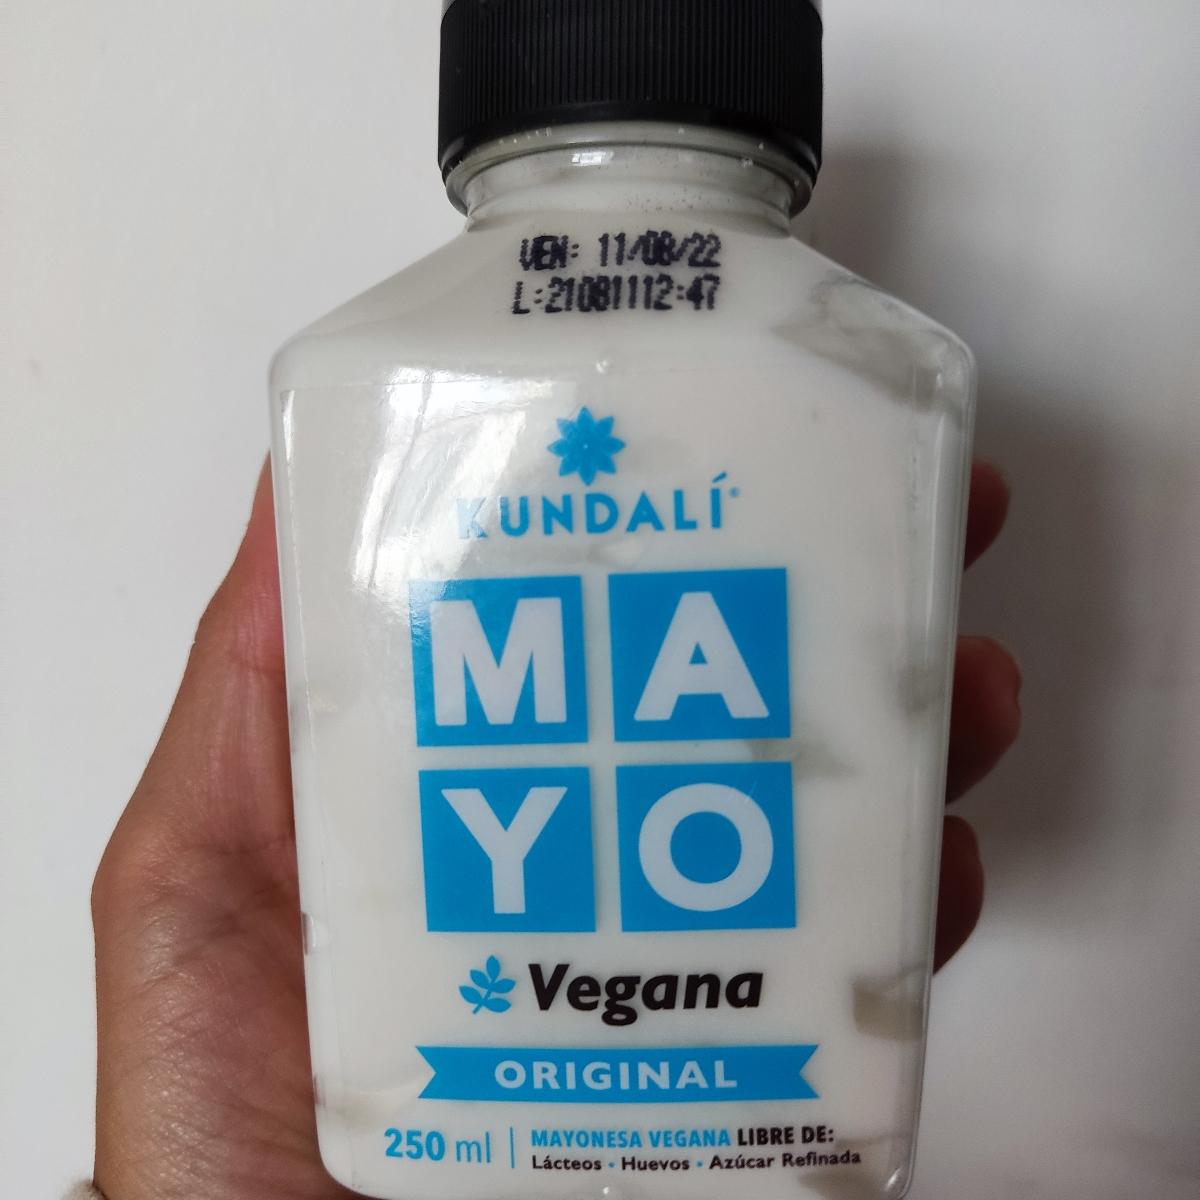 VEN: 11/08/22
L:21081112:47
KUNDALÍ®
MA
YO
Vegana
ORIGINAL
250 ml
MAYONESA VEGANA LIBRE DE:
Lácteos • Huevos • Azúcar Refinada